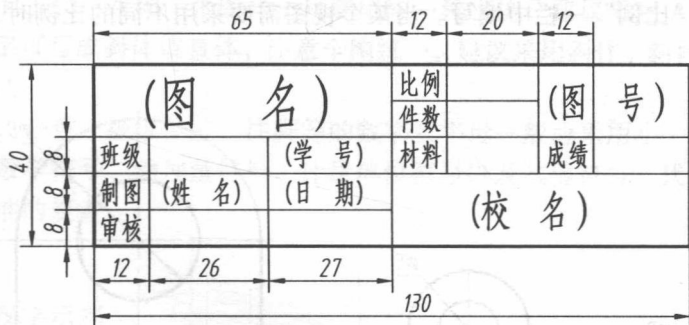 比例
65 12 20 12
(图 名) 比例 (图 号)
件数
40 8 班级 (学 号) 材料 成绩
8 制图 (姓 名) (日 期) (校 名)
8 审核
12 26 27
130